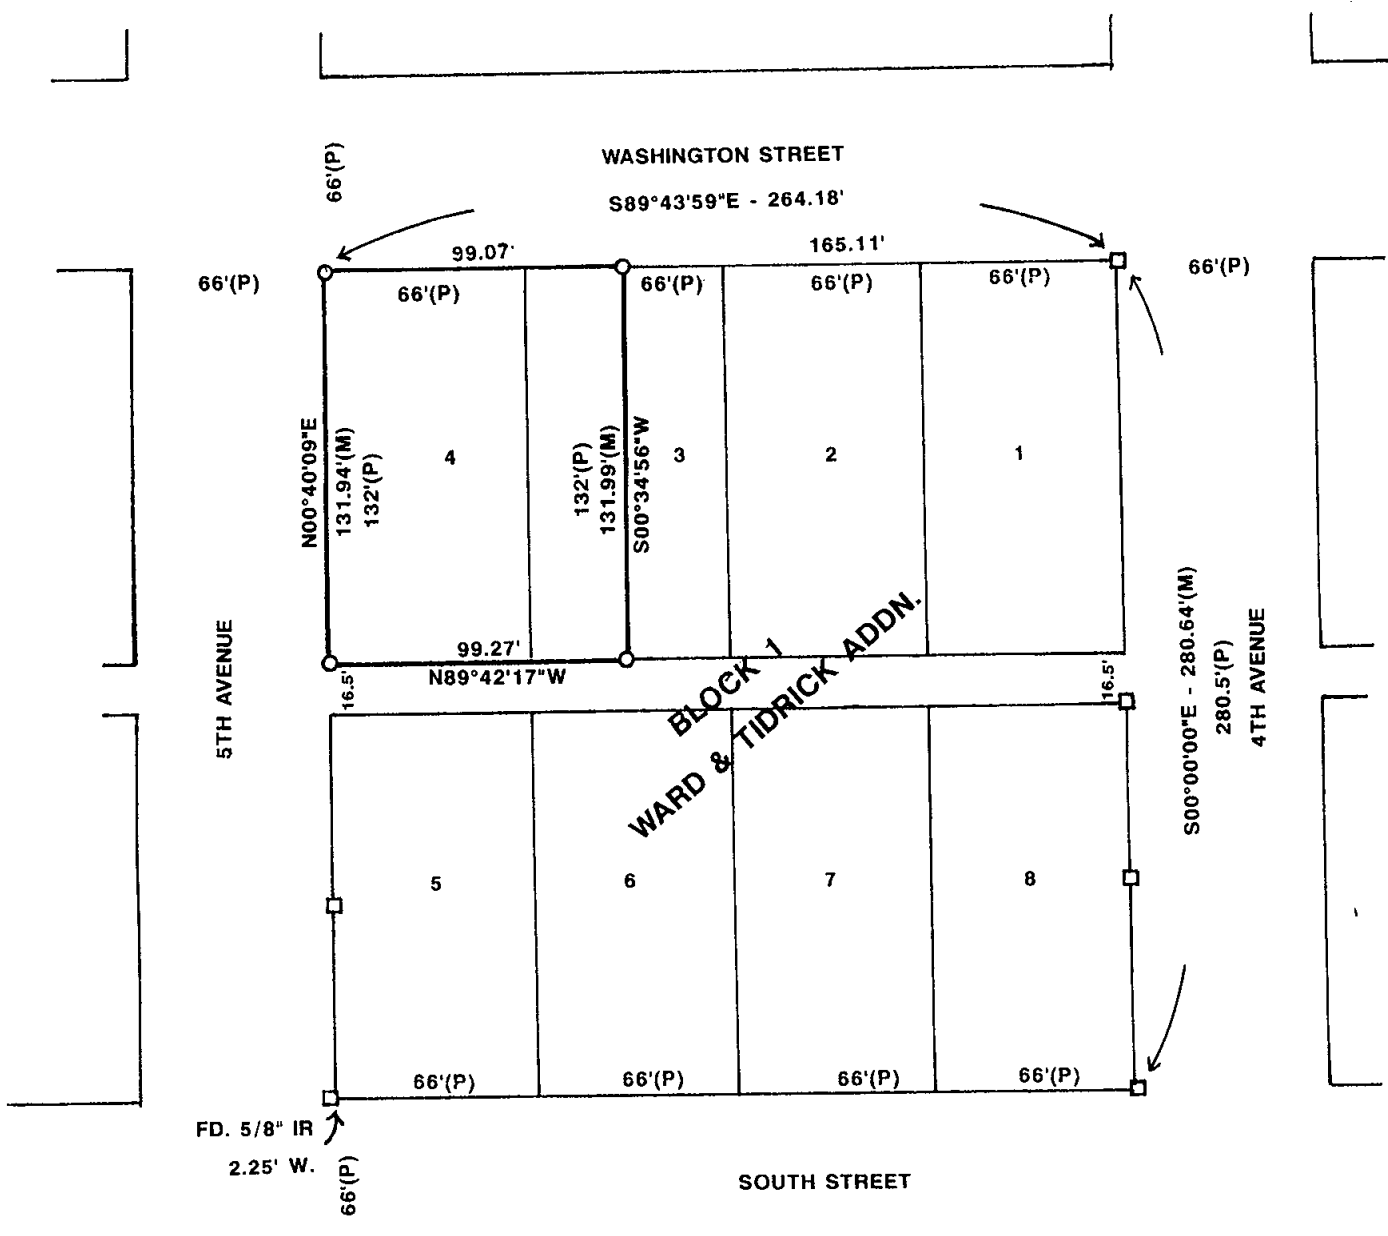 66'(P)
WASHINGTON STREET
S89°43'59"E - 264.18'
99.07'
165.11'
66'(P)
66'(P)
66'(P)
66'(P)
66'(P)
66'(P)
N00°40'09"E
131.94'(M)
132'(P)
4
132'(P)
131.99'(M)
S00°34'56"W
3
2
1
99.27'
N89°42'17"W
16.5'
16.5'
BLOCK 1
WARD & TIDRICK ADDN.
5TH AVENUE
S00°00'00"E - 280.64'(M)
280.5'(P)
4TH AVENUE
5
6
7
8
66'(P)
66'(P)
66'(P)
66'(P)
FD. 5/8" IR
2.25' W.
66'(P)
SOUTH STREET